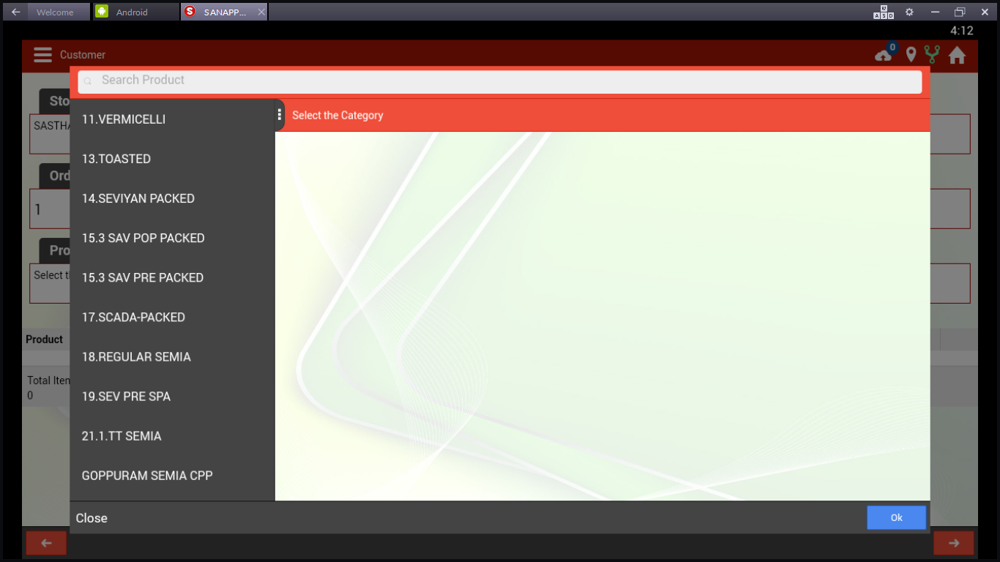 Welcome
Android
SANAPP...
W
A S D
4:12
Customer
0
Search Product
Sto
SASTHA
Ord
1
Pro
Select t
Product
Total Iten
0
11.VERMICELLI
13.TOASTED
14.SEVIYAN PACKED
15.3 SAV POP PACKED
15.3 SAV PRE PACKED
17.SCADA-PACKED
18.REGULAR SEMIA
19.SEV PRE SPA
21.1.TT SEMIA
GOPPURAM SEMIA CPP
Select the Category
Close
Ok